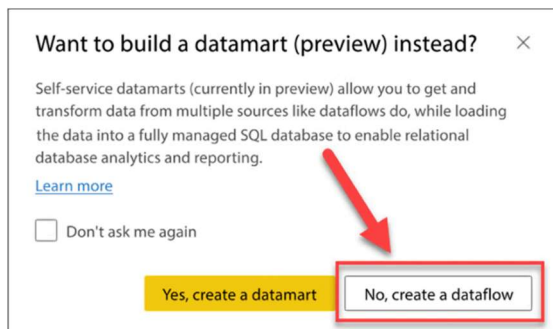 Want to build a datamart (preview) instead?
Self-service datamarts (currently in preview) allow you to get and
transform data from multiple sources like dataflows do, while loading
the data into a fully managed SQL database to enable relational
database analytics and reporting.
Learn more
Don't ask me again
Yes, create a datamart
No, create a dataflow